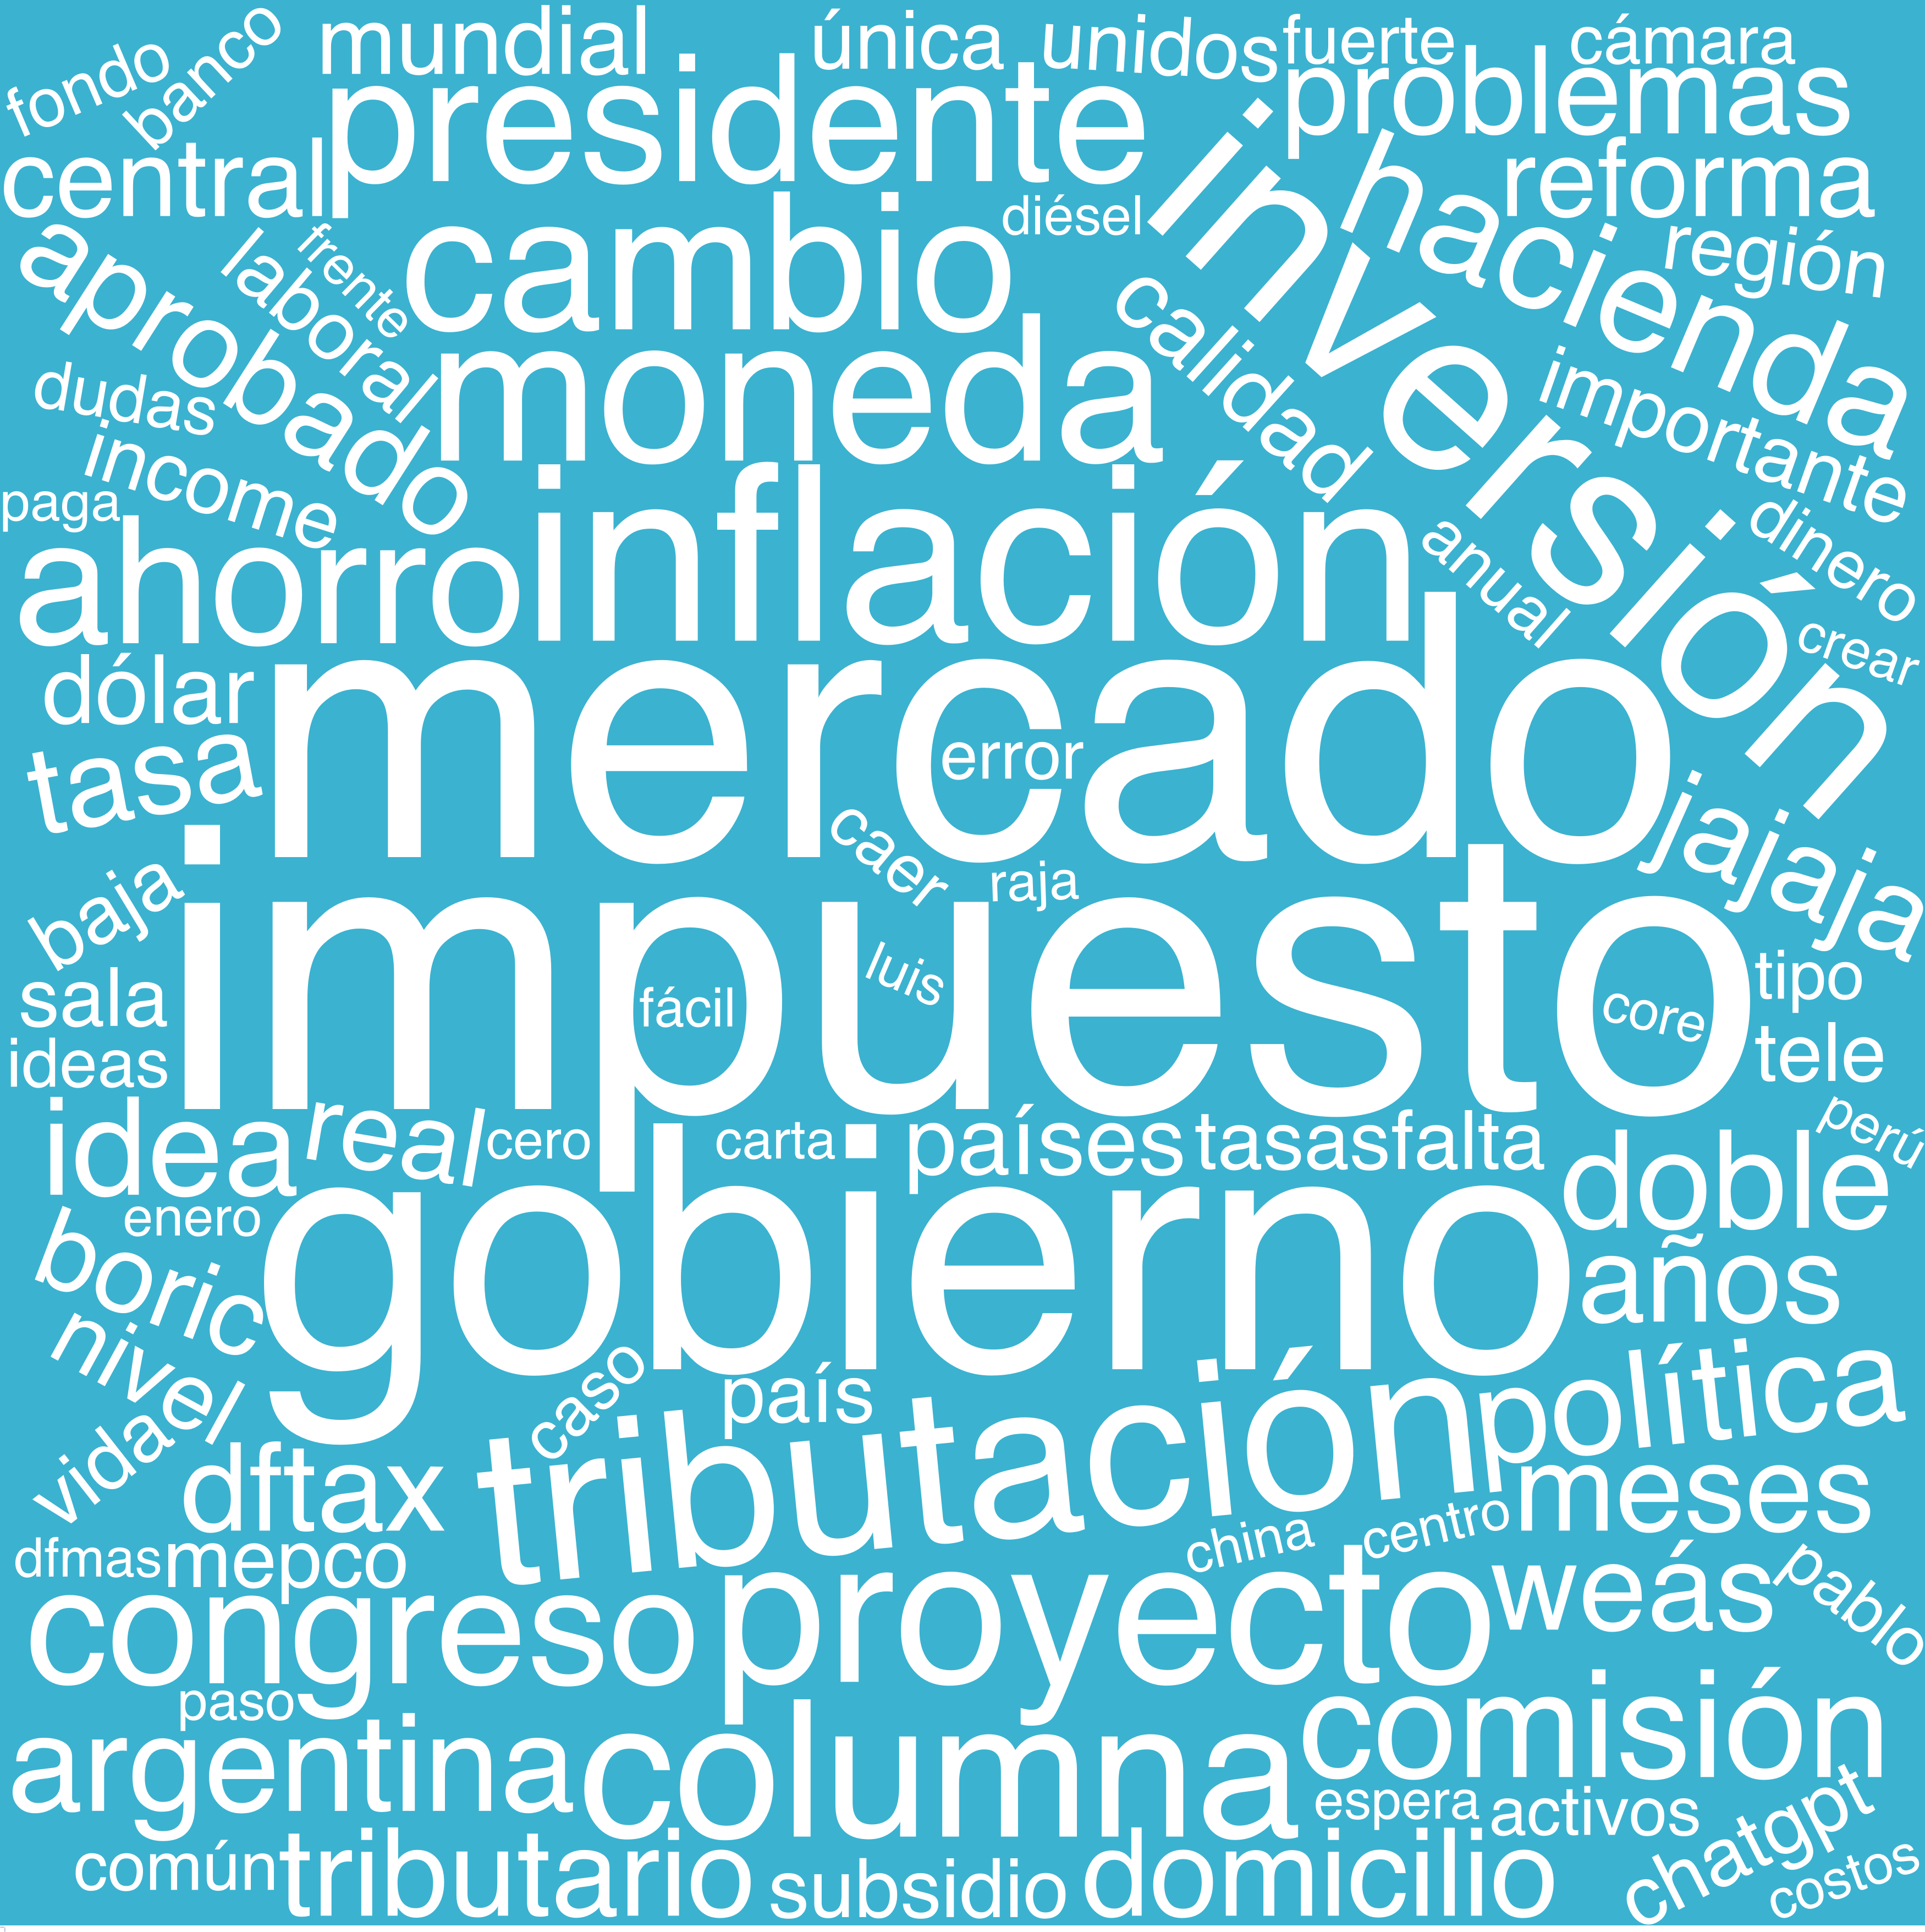 fondo
banco
mundial
única
unidos
fuerte
cámara
presidente
problemas
central
reforma
inversión
hacienda
región
diésel
cambio
aprobado
laboral
frente
moneda
calidad
importante
dudas
income
paga
inflación
anual
dinero
ahorro
crear
dólar
mercado
tasa
error
caer
raja
jajaja
baja
impuesto
sala
fácil
luis
core
tipo
ideas
tele
idea
real
cero
carta
países
tasas
falta
doble
perú
enero
gobierno
boric
años
nivel
caso
país
política
vida
dftax
tributación
meses
china
centro
dfmas
mepco
congreso
proyecto
weás
pablo
paso
argentina
columna
comisión
espera
activos
chatgpt
común
tributario
subsidio
domicilio
costos